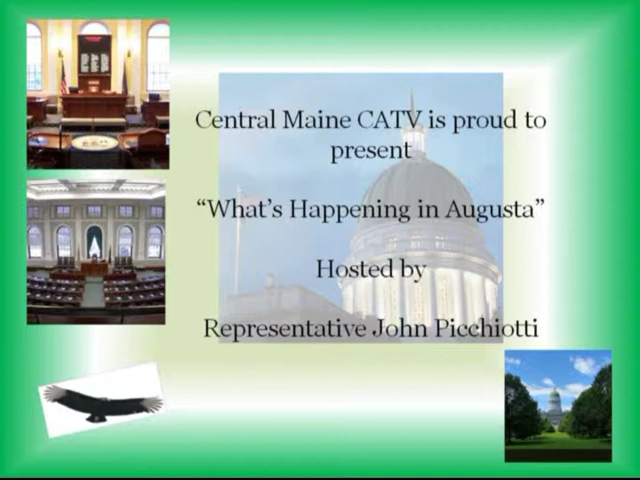 Central Maine CATV is proud to
present
“What’s Happening in Augusta”
Hosted by
Representative John Picchiotti